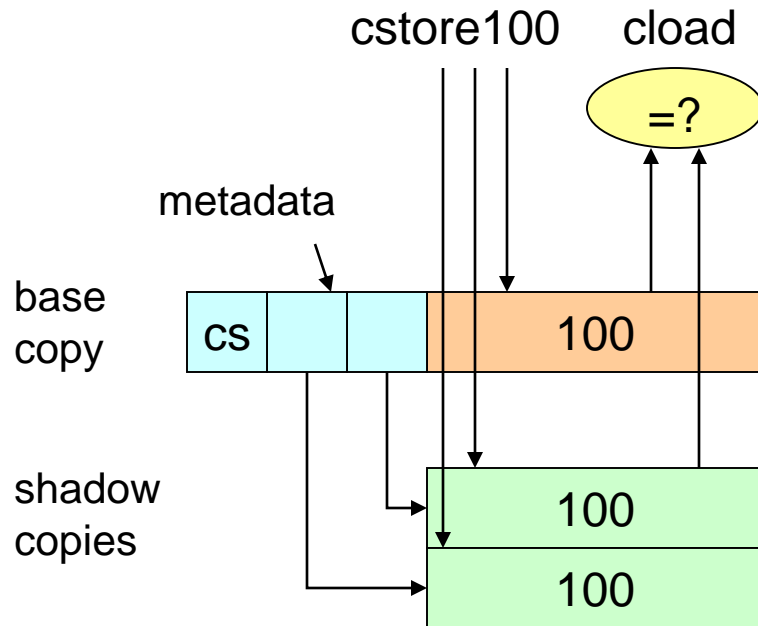 cstore100 cload
=?
metadata
base
copy
cs
100
shadow
copies
100
100